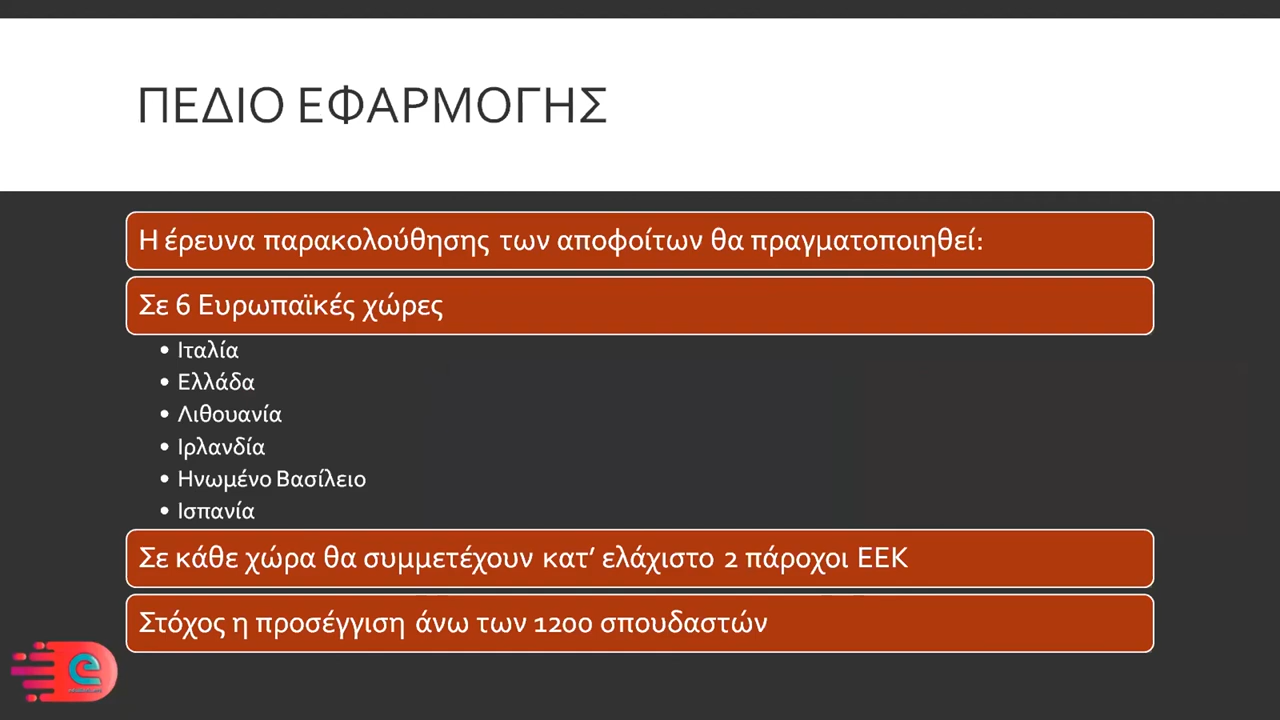 ΠΕΔΙΟ ΕΦΑΡΜΟΓΗΣ
Η έρευνα παρακολούθησης των αποφοίτων θα πραγματοποιηθεί:
Σε 6 Ευρωπαϊκές χώρες
• Ιταλία
• Ελλάδα
• Λιθουανία
• Ιρλανδία
• Ηνωμένο Βασίλειο
• Ισπανία
Σε κάθε χώρα θα συμμετέχουν κατ’ ελάχιστο 2 πάροχοι ΕΕΚ
Στόχος η προσέγγιση άνω των 1200 σπουδαστών